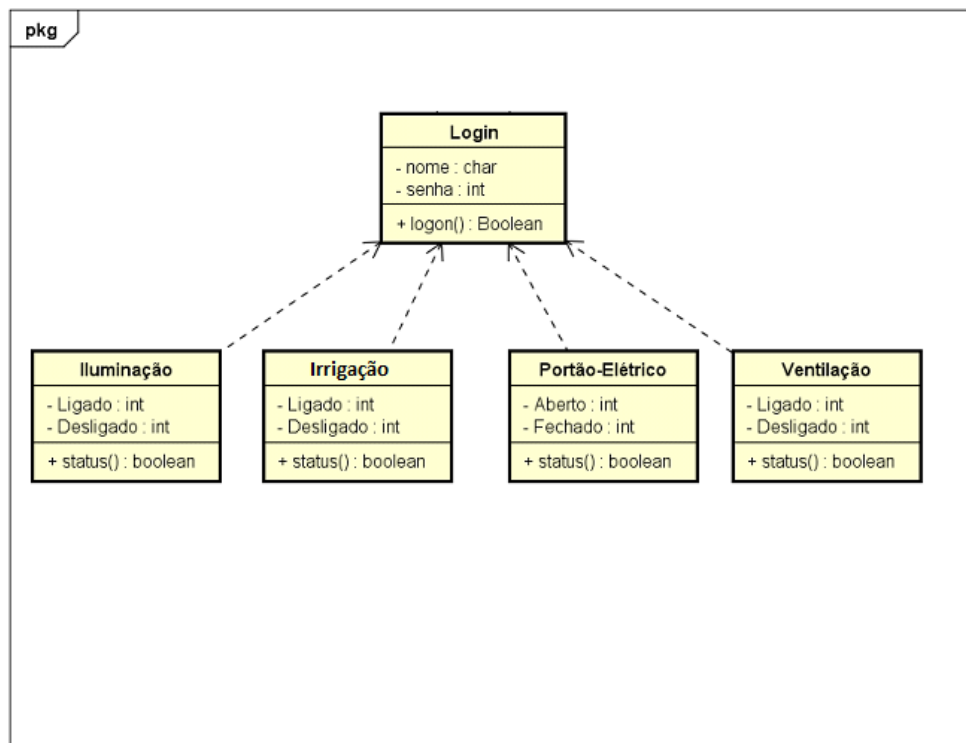 pkg
Login
- nome : char
- senha : int
+ logon() : Boolean
Iluminação
- Ligado : int
- Desligado : int
+ status() : boolean
Irrigação
- Ligado : int
- Desligado : int
+ status() : boolean
Portão-Elétrico
- Aberto : int
- Fechado : int
+ status() : boolean
Ventilação
- Ligado : int
- Desligado : int
+ status() : boolean